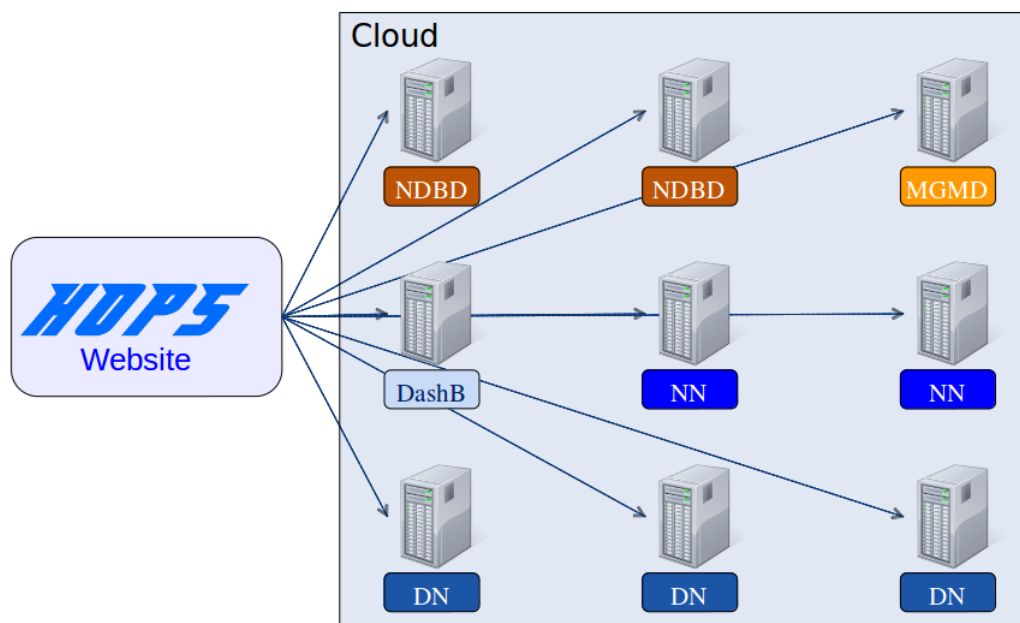 Cloud
NDBD
NDBD
MGMD
HOPS
Website
DashB
NN
NN
DN
DN
DN